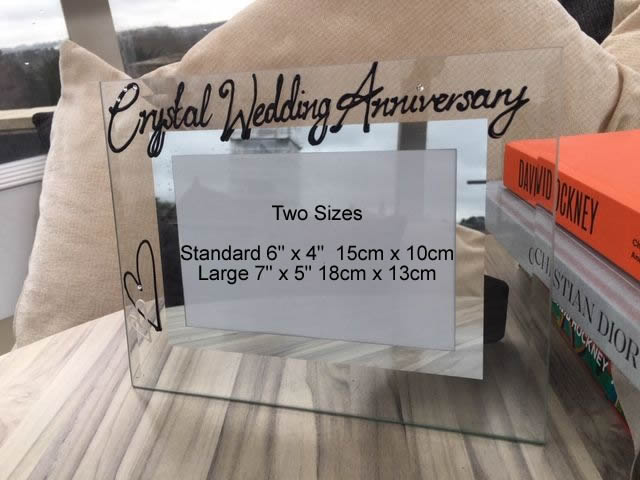 Crystal Wedding Anniversary
Two Sizes
Standard 6" x 4" 15cm x 10cm
Large 7" x 5" 18cm x 13cm
DAVID HOCKNEY
CHRISTIAN DIOR
HOCKNEY